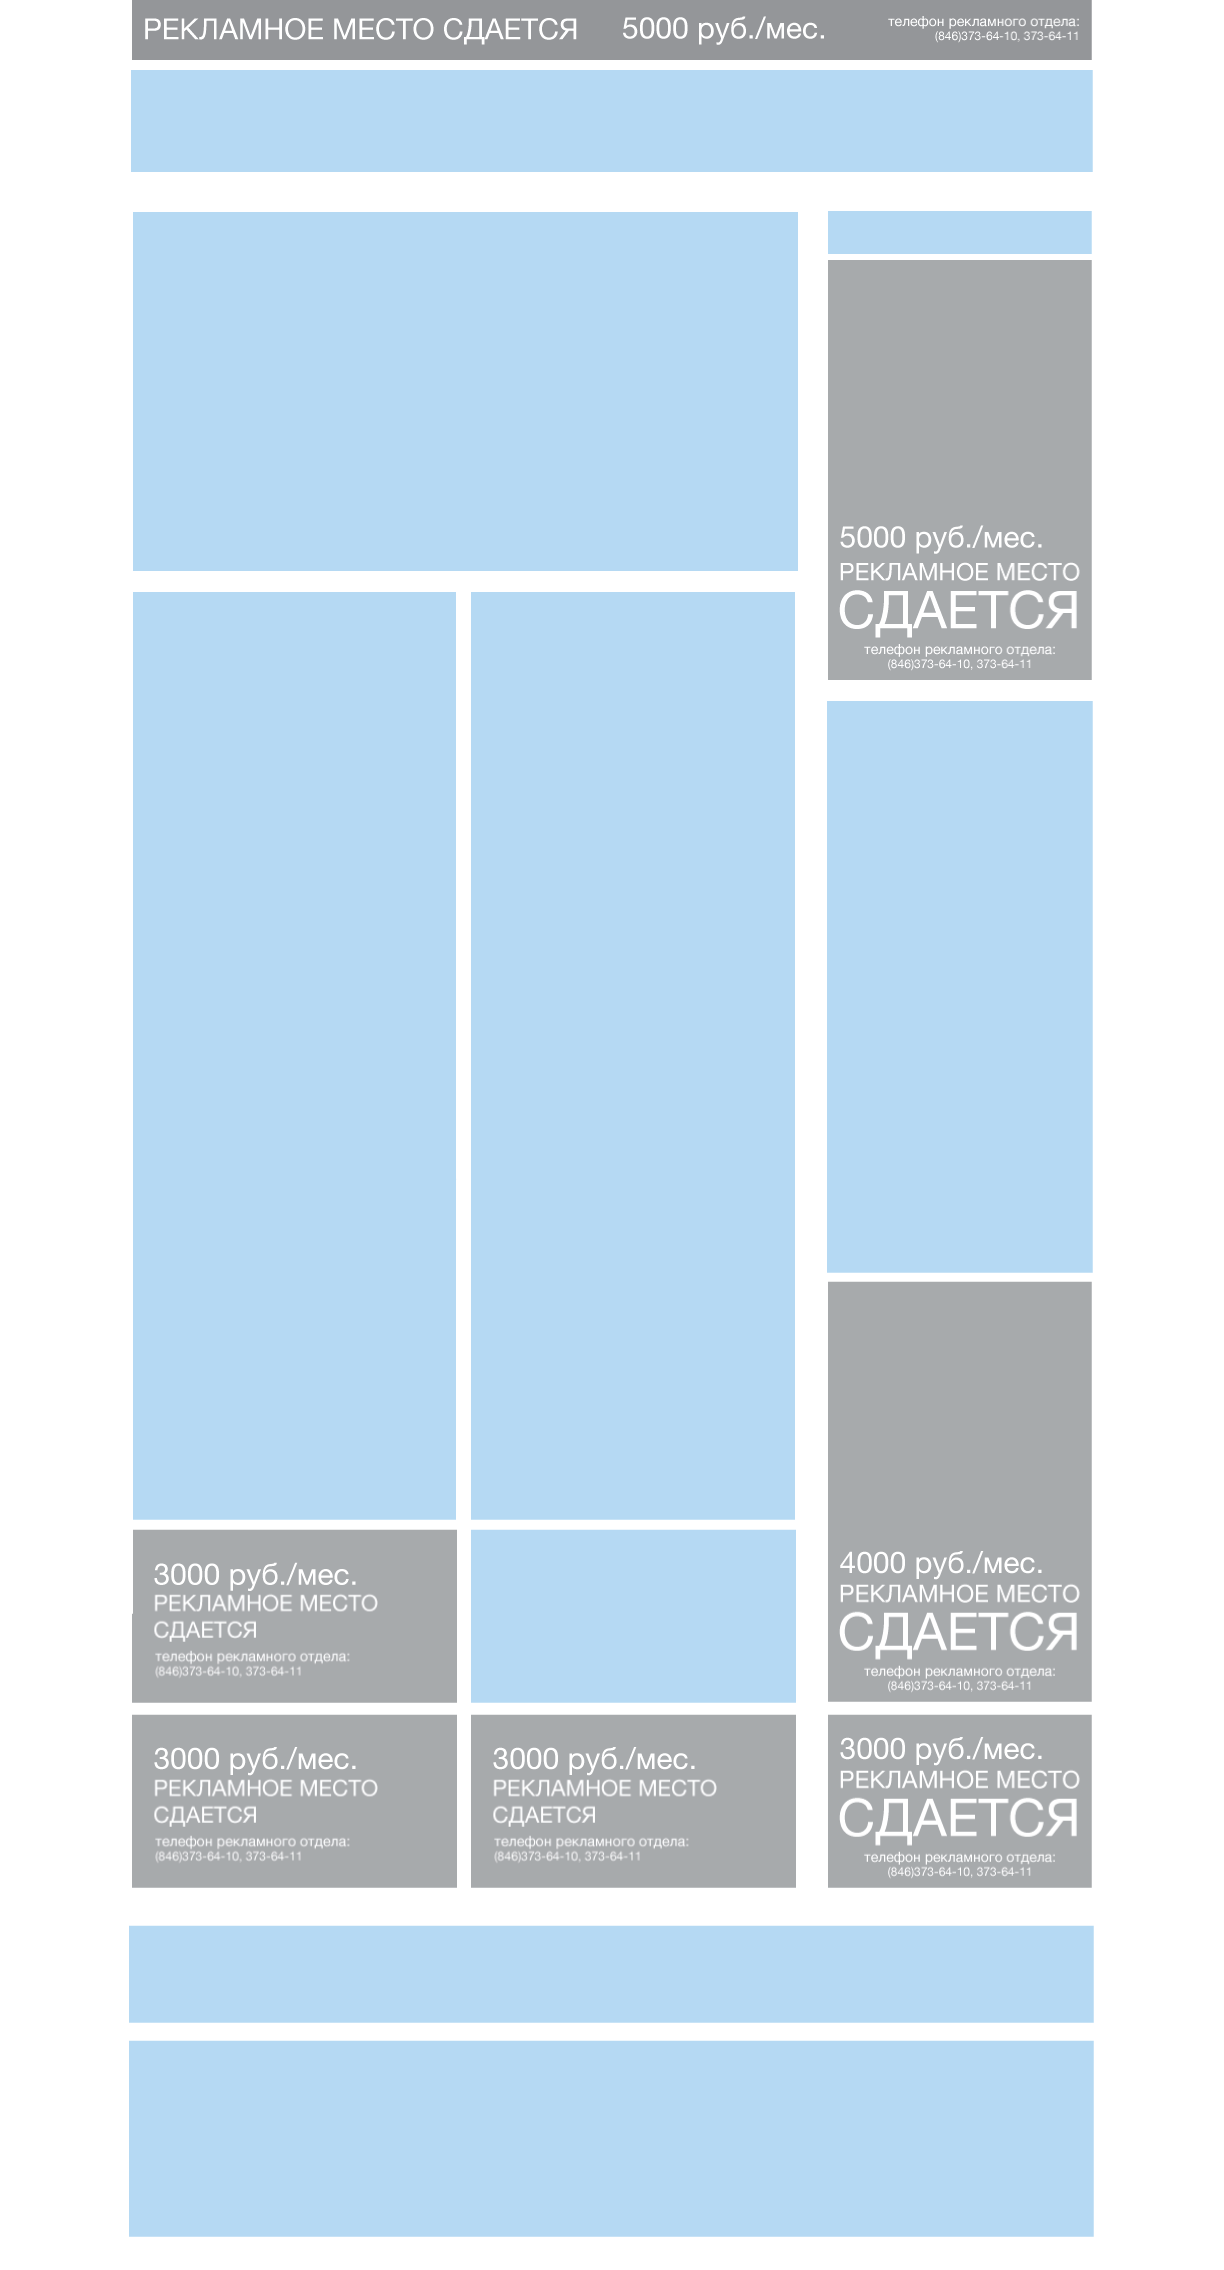 РЕКЛАМНОЕ МЕСТО СДАЕТСЯ
5000 руб./мес.
телефон рекламного отдела:
(846)373-64-10, 373-64-11
5000 руб./мес.
РЕКЛАМНОЕ МЕСТО
СДАЕТСЯ
телефон рекламного отдела:
(846)373-64-10, 373-64-11
3000 руб./мес.
РЕКЛАМНОЕ МЕСТО
СДАЕТСЯ
телефон рекламного отдела:
(846)373-64-10, 373-64-11
4000 руб./мес.
РЕКЛАМНОЕ МЕСТО
СДАЕТСЯ
телефон рекламного отдела:
(846)373-64-10, 373-64-11
3000 руб./мес.
РЕКЛАМНОЕ МЕСТО
СДАЕТСЯ
телефон рекламного отдела:
(846)373-64-10, 373-64-11
3000 руб./мес.
РЕКЛАМНОЕ МЕСТО
СДАЕТСЯ
телефон рекламного отдела:
(846)373-64-10, 373-64-11
3000 руб./мес.
РЕКЛАМНОЕ МЕСТО
СДАЕТСЯ
телефон рекламного отдела:
(846)373-64-10, 373-64-11